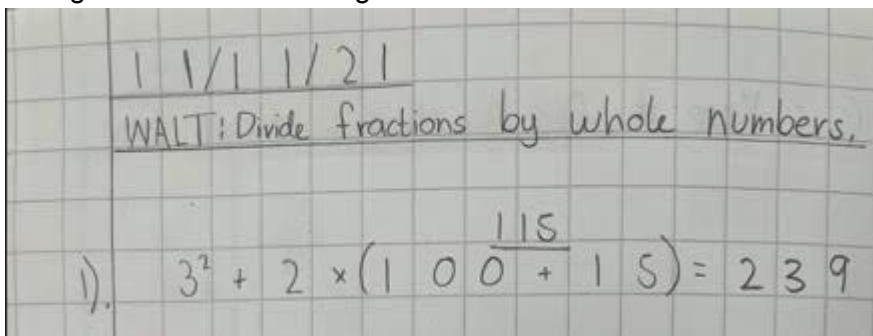 11/11/21
WALT: Divide fractions by whole numbers.
115
1). 3² + 2 × (100 + 15) = 239